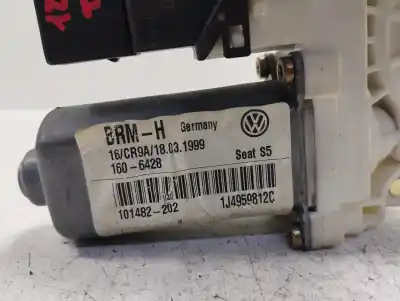 BRM-H Germany
16/CR9A/18.03.1999
160-6428 Seat S5
101482-202 1J4959812C